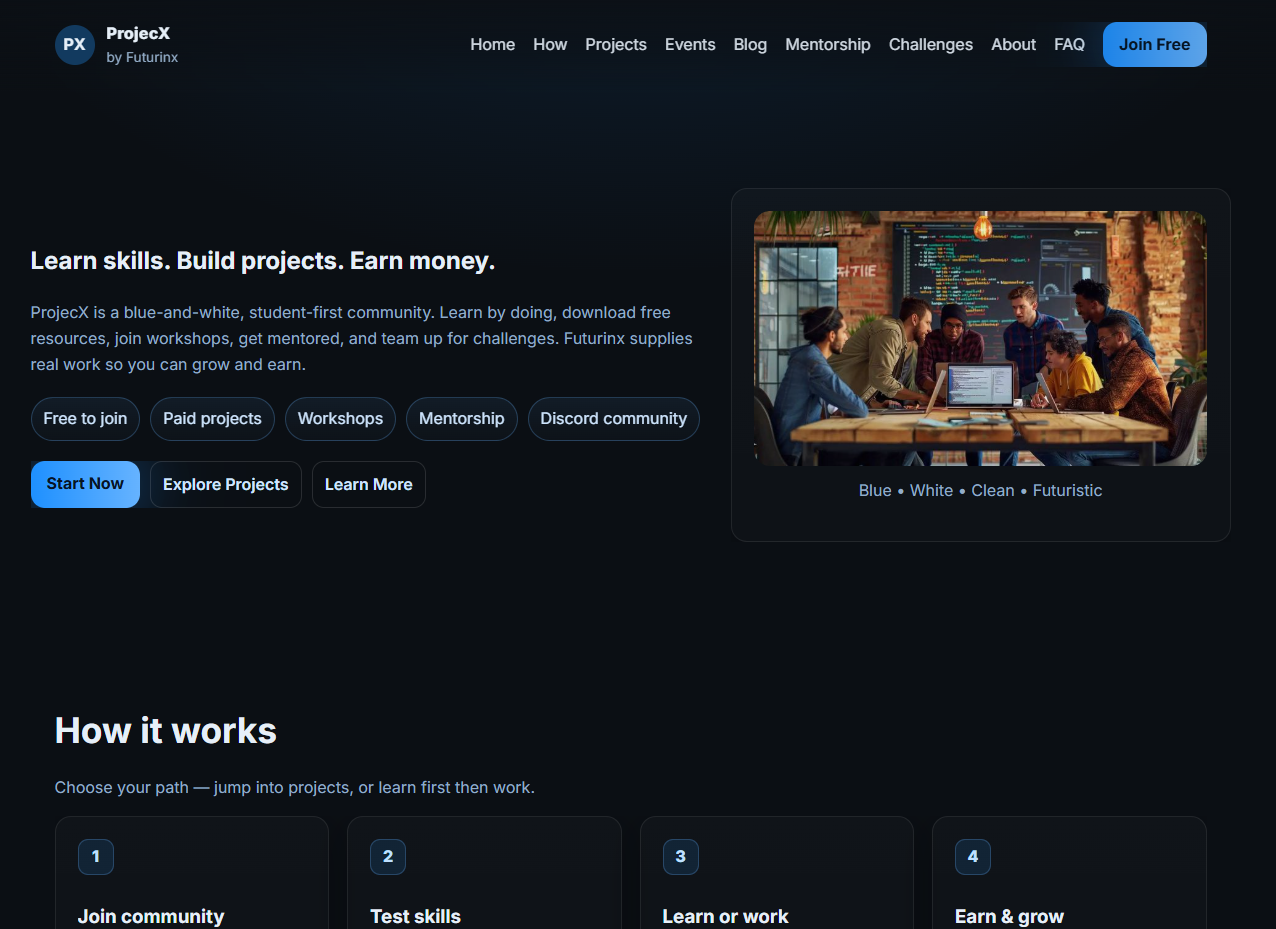 PX
ProjecX
by Futurinx
Home How Projects Events Blog Mentorship Challenges About FAQ Join Free
Learn skills. Build projects. Earn money.
ProjecX is a blue-and-white, student-first community. Learn by doing, download free
resources, join workshops, get mentored, and team up for challenges. Futurinx supplies
real work so you can grow and earn.
Free to join Paid projects Workshops Mentorship Discord community
Start Now Explore Projects Learn More
Blue • White • Clean • Futuristic
How it works
Choose your path — jump into projects, or learn first then work.
1 2 3 4
Join community Test skills Learn or work Earn & grow